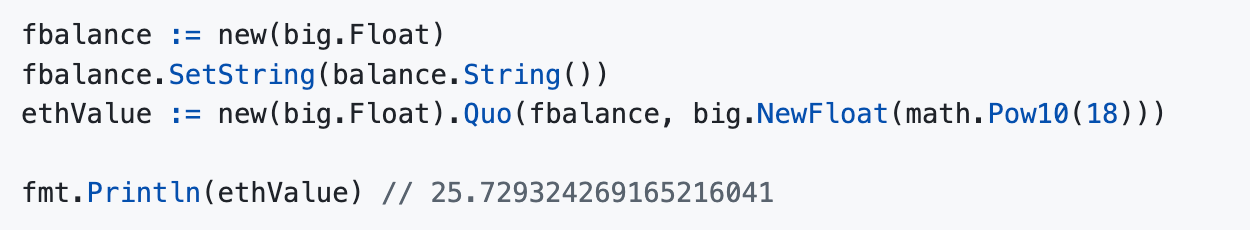 fbalance := new(big.Float)
fbalance.SetString(balance.String())
ethValue := new(big.Float).Quo(fbalance, big.NewFloat(math.Pow10(18)))
fmt.Println(ethValue) // 25.729324269165216041